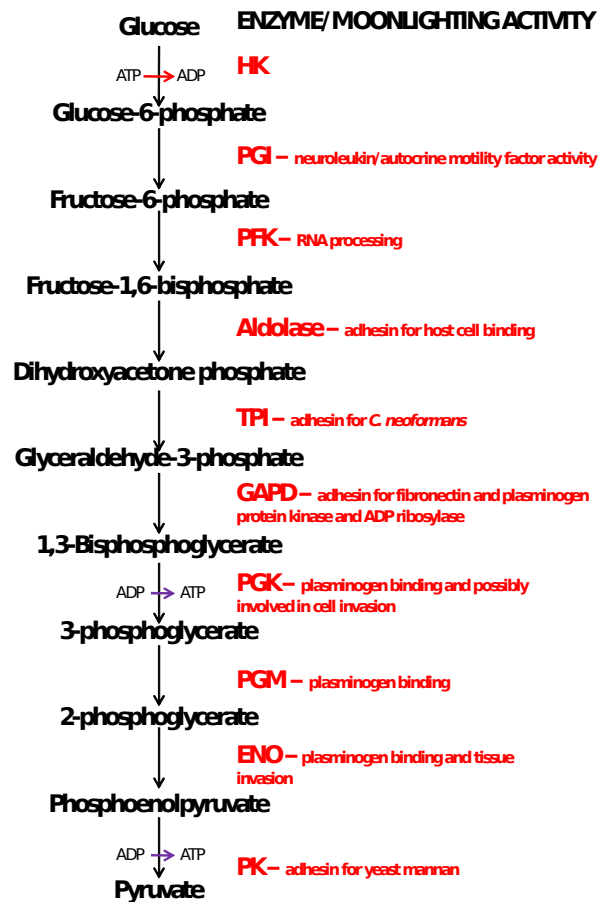 Glucose
ENZYME/MOONLIGHTING ACTIVITY
ATP
ADP
HK
Glucose-6-phosphate
PGI – neuroleukin/autocrine motility factor activity
Fructose-6-phosphate
PFK – RNA processing
Fructose-1,6-bisphosphate
Aldolase – adhesin for host cell binding
Dihydroxyacetone phosphate
TPI – adhesin for C. neoformans
Glyceraldehyde-3-phosphate
GAPD – adhesin for fibronectin and plasminogen
protein kinase and ADP ribosylase
1,3-Bisphosphoglycerate
ADP
ATP
PGK – plasminogen binding and possibly
involved in cell invasion
3-phosphoglycerate
PGM – plasminogen binding
2-phosphoglycerate
ENO – plasminogen binding and tissue
invasion
Phosphoenolpyruvate
ADP
ATP
PK – adhesin for yeast mannan
Pyruvate